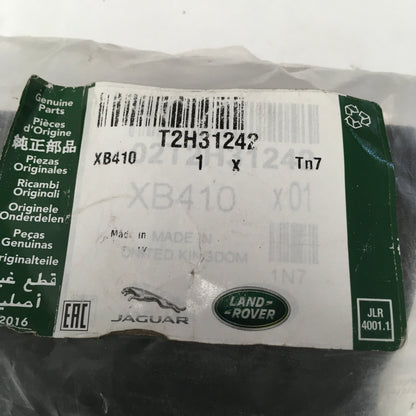 Genuine
Parts
Pièces
d'Origine
純正部品
Piezas
Originales
Ricambi
Originali
Originele
Onderdelen
Peças
Genuinas
Originalteile
قطع غيار
أصلية
2016
T2H31242
XB410 1 x Tn7
02T2H31242
XB410 x01
Made in
MADE IN
UNITED KINGDOM
1N7
EAC
JAGUAR
LAND-
-ROVER
JLR
4001.1